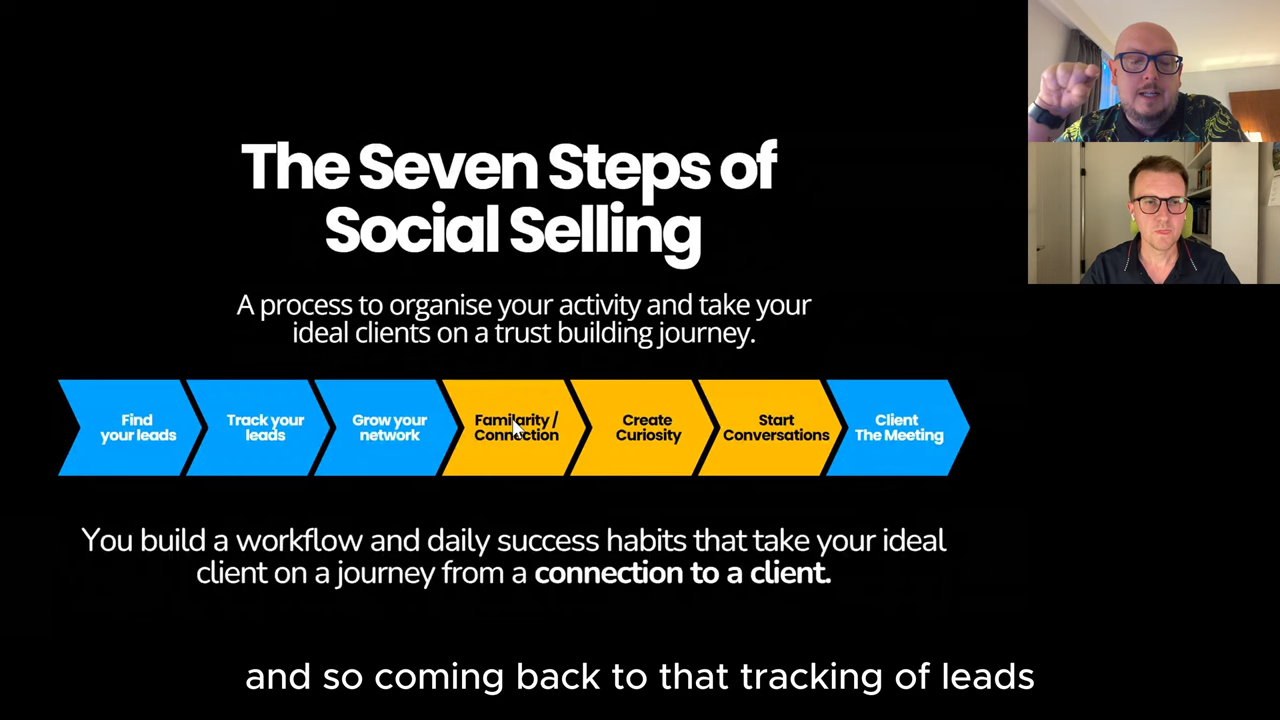 The Seven Steps of
Social Selling
A process to organise your activity and take your
ideal clients on a trust building journey.
Find
your leads
Track your
leads
Grow your
network
Familiarity /
Connection
Create
Curiosity
Start
Conversations
Client
The Meeting
You build a workflow and daily success habits that take your ideal
client on a journey from a connection to a client.
and so coming back to that tracking of leads